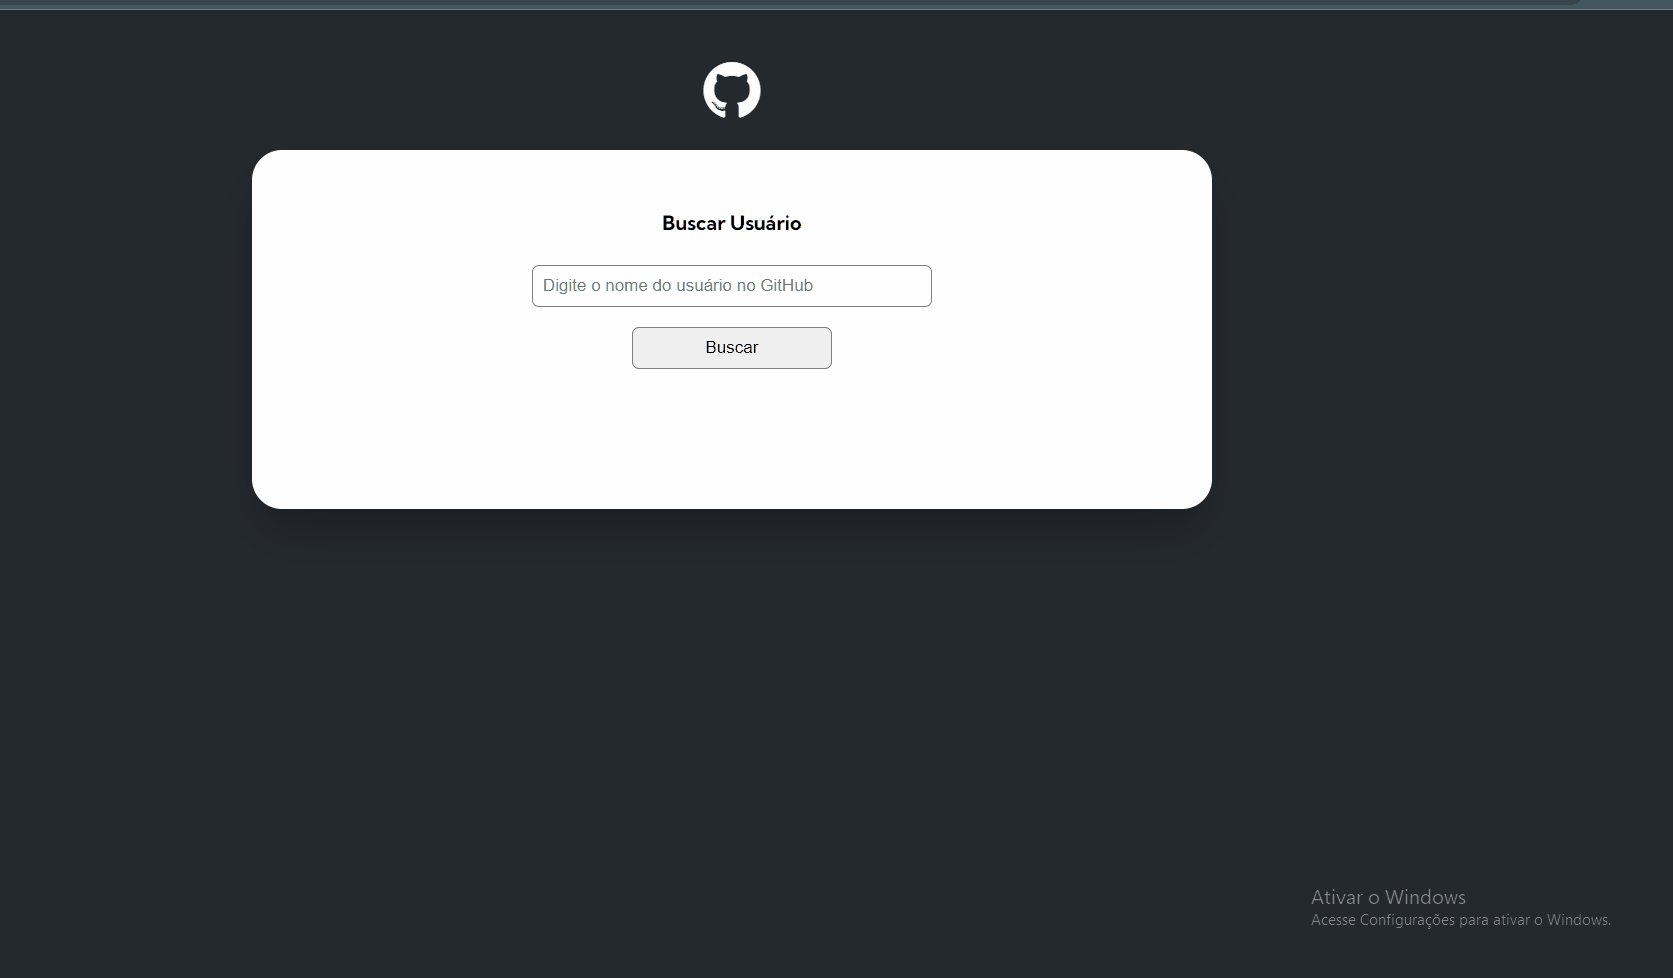 Buscar Usuário
Digite o nome do usuário no GitHub
Buscar
Ativar o Windows
Acesse Configurações para ativar o Windows.